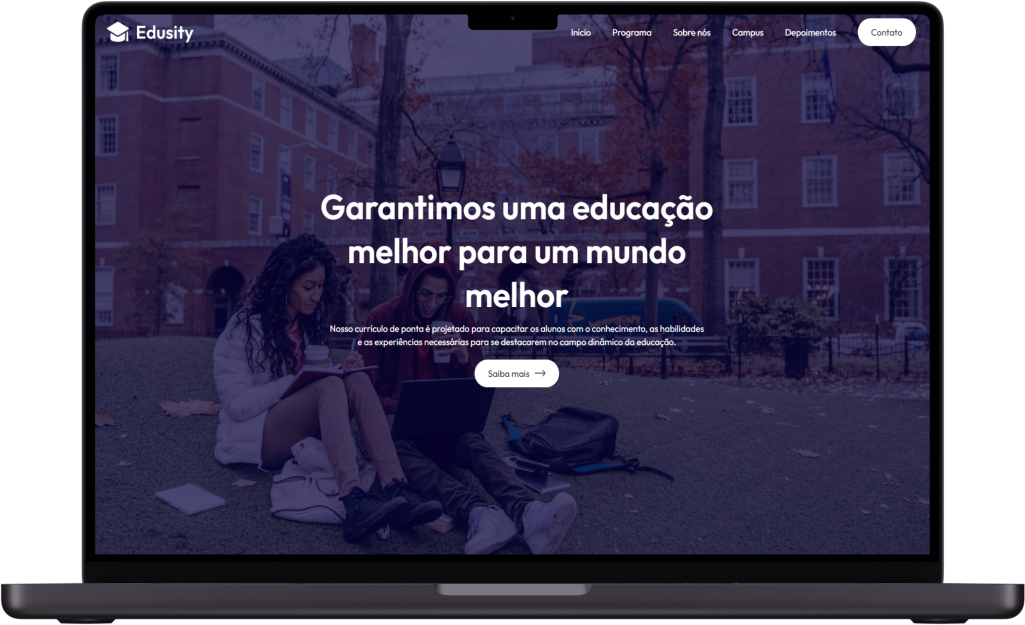 Edusity
Início
Programa
Sobre nós
Campus
Depoimentos
Contato
Garantimos uma educação
melhor para um mundo
melhor
Nosso currículo de ponta é projetado para capacitar os alunos com o conhecimento, as habilidades
e as experiências necessárias para se destacarem no campo dinâmico da educação.
Saiba mais